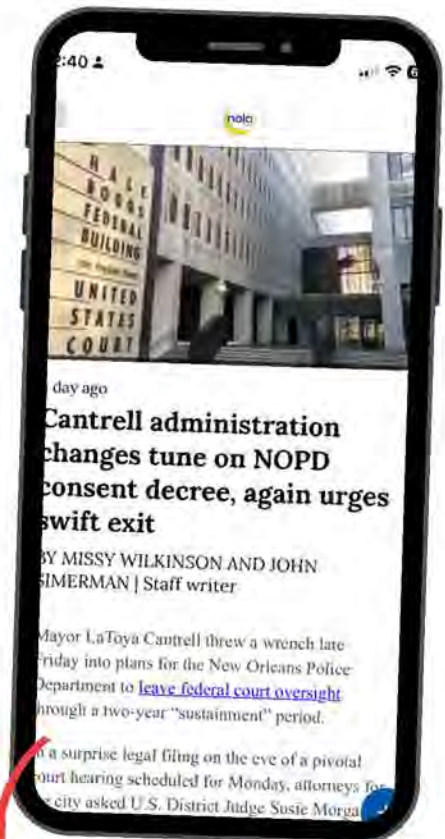 2:40
nola
HALE
BOGGS
FEDERAL
BUILDING
UNITED
STATES
COURT
day ago
Cantrell administration
changes tune on NOPD
consent decree, again urges
swift exit
BY MISSY WILKINSON AND JOHN
SIMERMAN | Staff writer
Mayor LaToya Cantrell threw a wrench late
Friday into plans for the New Orleans Police
Department to leave federal court oversight
through a two-year “sustainment” period.
a surprise legal filing on the eve of a pivotal
court hearing scheduled for Monday, attorneys for
city asked U.S. District Judge Susie Morga